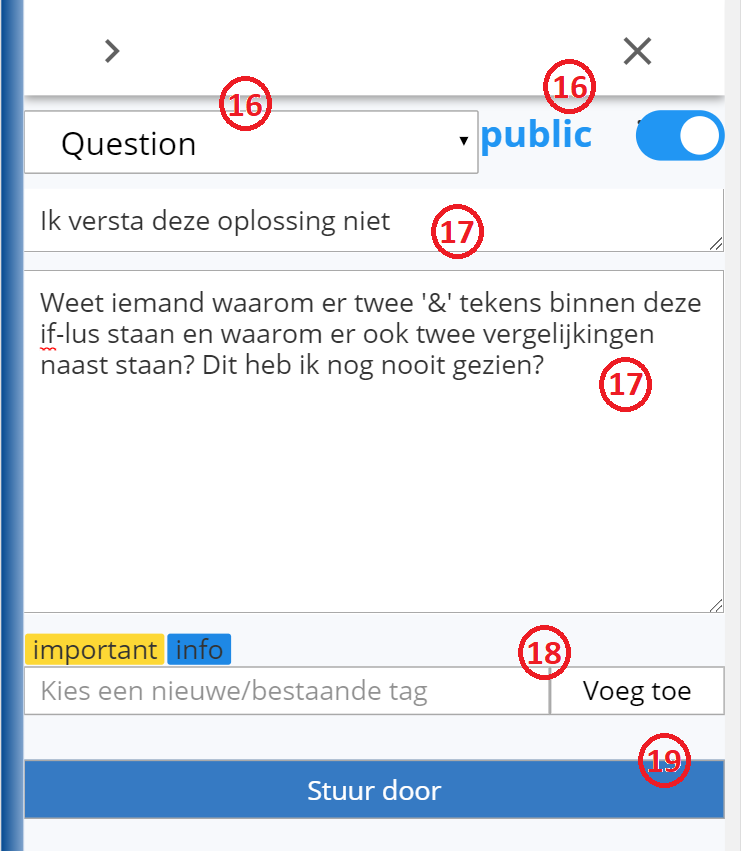 16
16
Question
public
Ik versta deze oplossing niet
17
Weet iemand waarom er twee '&' tekens binnen deze
if-lus staan en waarom er ook twee vergelijkingen
naast staan? Dit heb ik nog nooit gezien?
17
important info
18
Kies een nieuwe/bestaande tag
Voeg toe
19
Stuur door